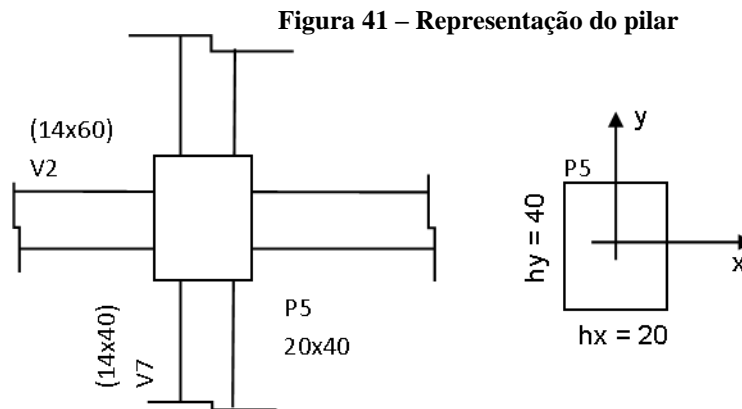 Figura 41 – Representação do pilar
(14x60)
V2
(14x40)
V7
P5
20x40
y
P5
hy = 40
x
hx = 20